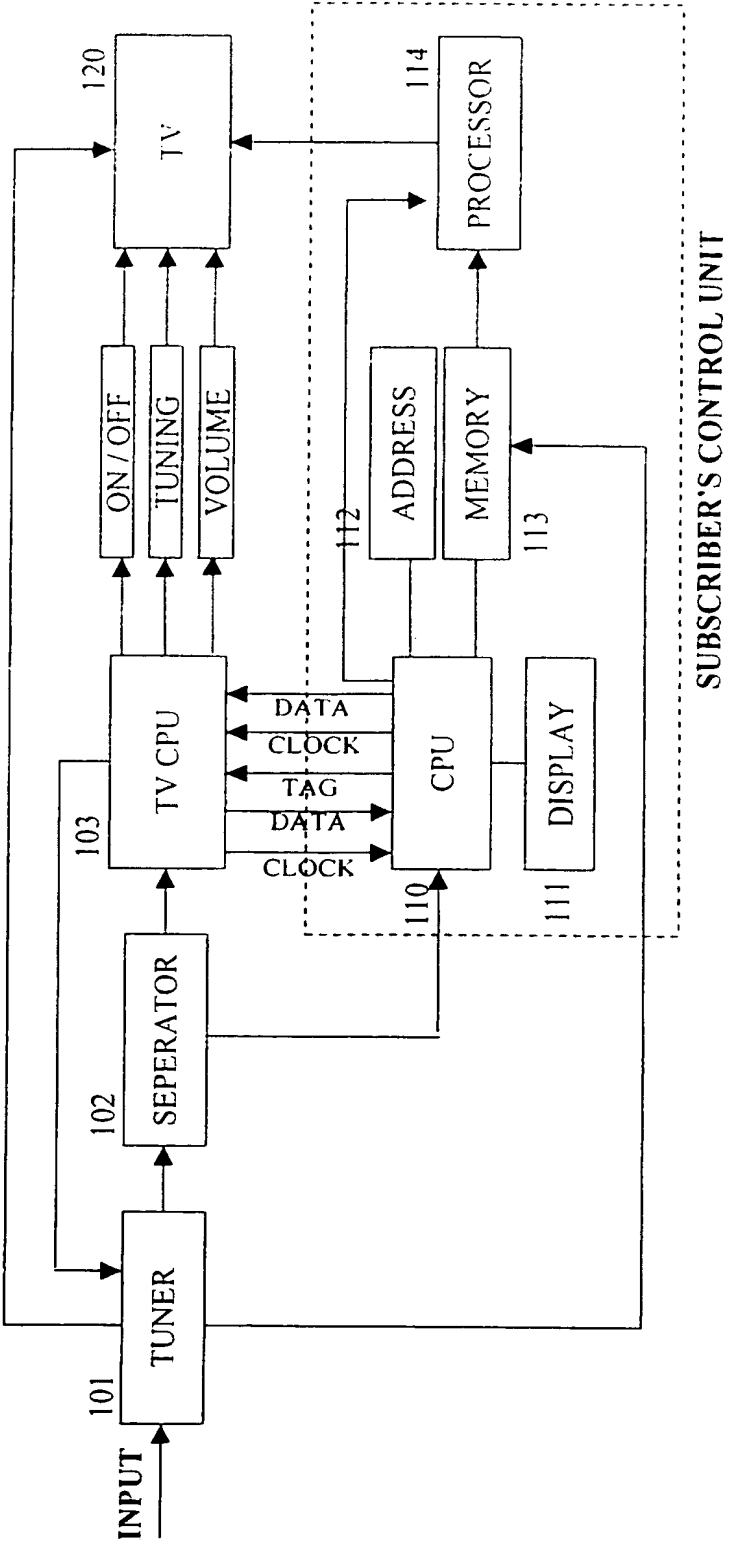 INPUT
101
TUNER
102
SEPERATOR
103
TV CPU
ON / OFF
TUNING
VOLUME
120
TV
CLOCK
DATA
TAG
CLOCK
DATA
110
CPU
111
DISPLAY
112
ADDRESS
MEMORY
113
114
PROCESSOR
SUBSCRIBER'S CONTROL UNIT